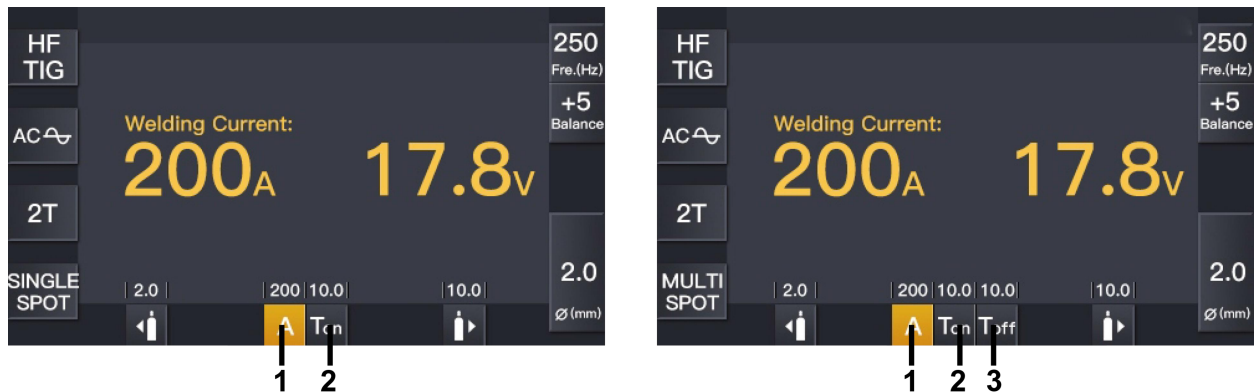 HF
TIG
AC
2T
SINGLE
SPOT
Welding Current:
200A 17.8V
250
Fre.(Hz)
+5
Balance
2.0
Ø(mm)
2.0 200 10.0 10.0
A Ton
1 2
HF
TIG
AC
2T
MULTI
SPOT
Welding Current:
200A 17.8V
250
Fre.(Hz)
+5
Balance
2.0
Ø(mm)
2.0 200 10.0 10.0 10.0
A Ton Toff
1 2 3